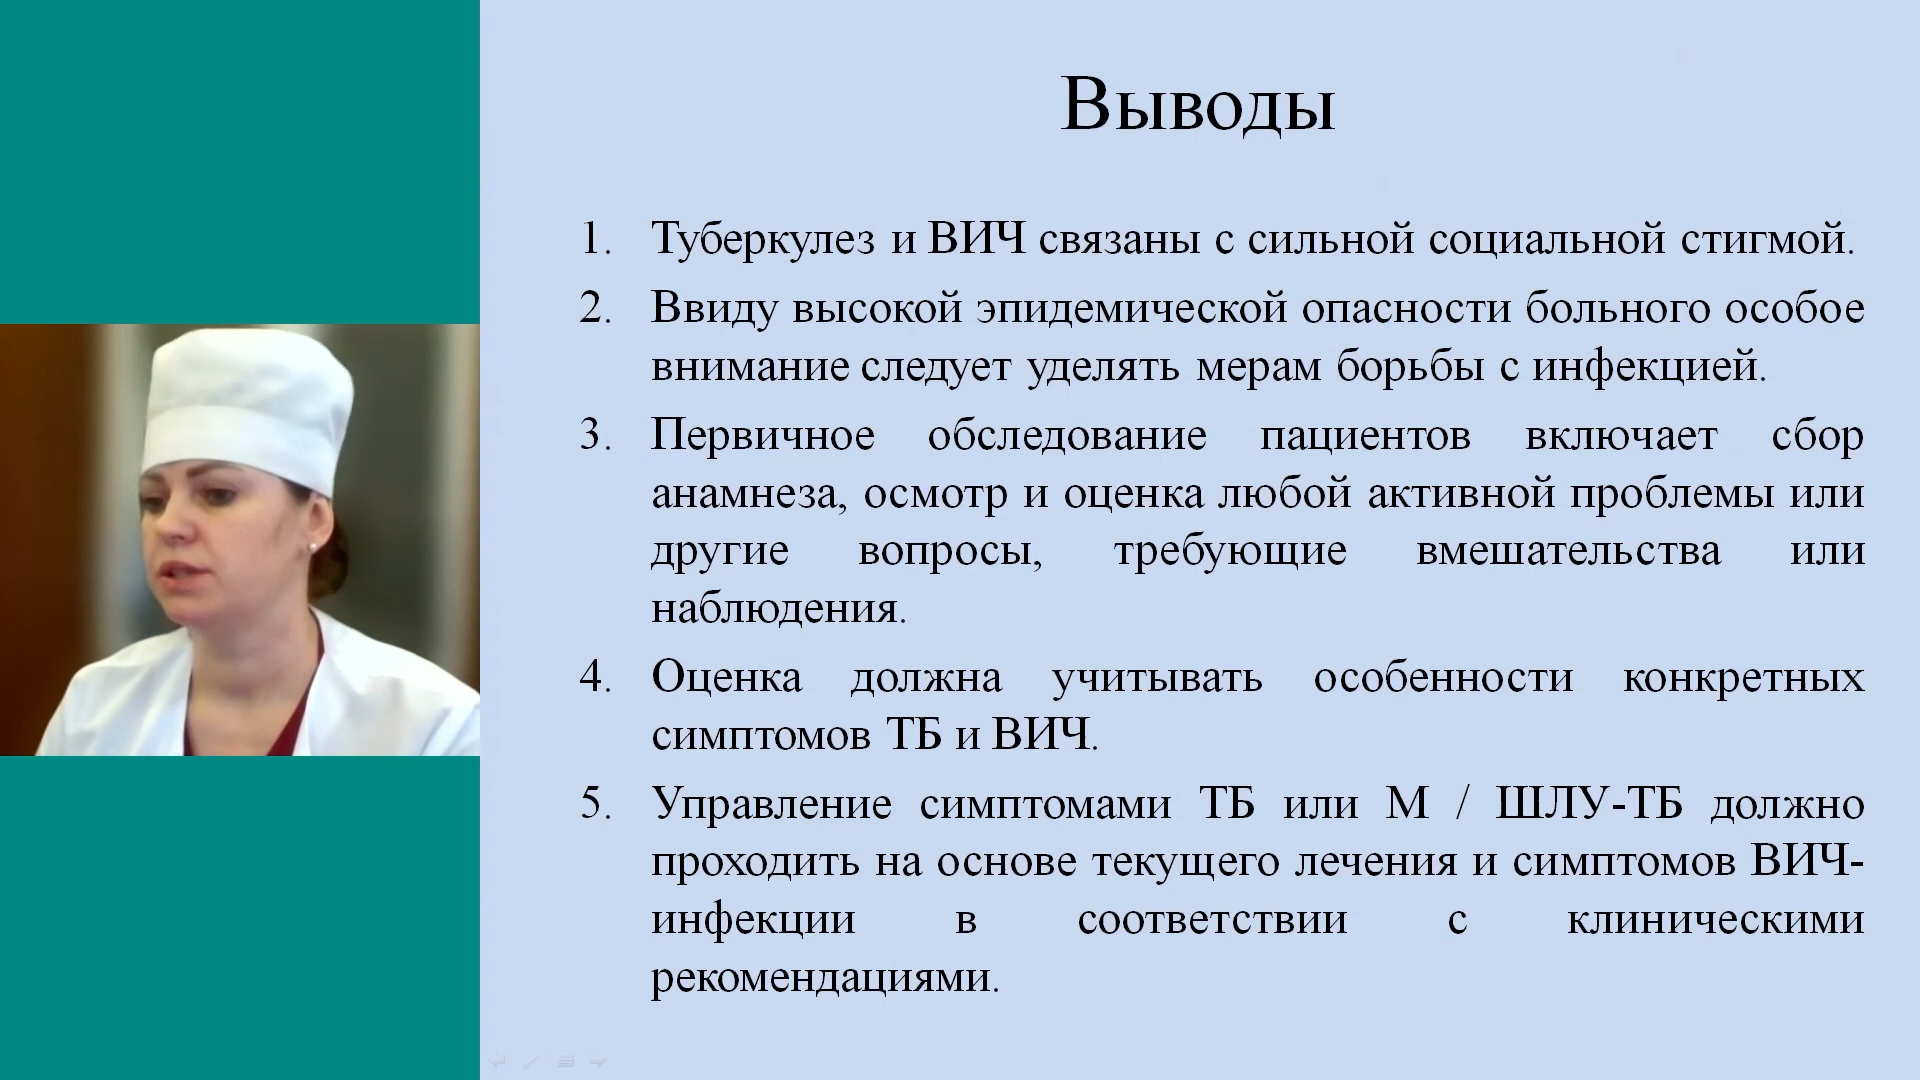 Выводы
1. Туберкулез и ВИЧ связаны с сильной социальной стигмой.
2. Ввиду высокой эпидемической опасности больного особое
внимание следует уделять мерам борьбы с инфекцией.
3. Первичное обследование пациентов включает сбор
анамнеза, осмотр и оценка любой активной проблемы или
другие вопросы, требующие вмешательства или
наблюдения.
4. Оценка должна учитывать особенности конкретных
симптомов ТБ и ВИЧ.
5. Управление симптомами ТБ или М / ШЛУ-ТБ должно
проходить на основе текущего лечения и симптомов ВИЧ-
инфекции в соответствии с клиническими
рекомендациями.